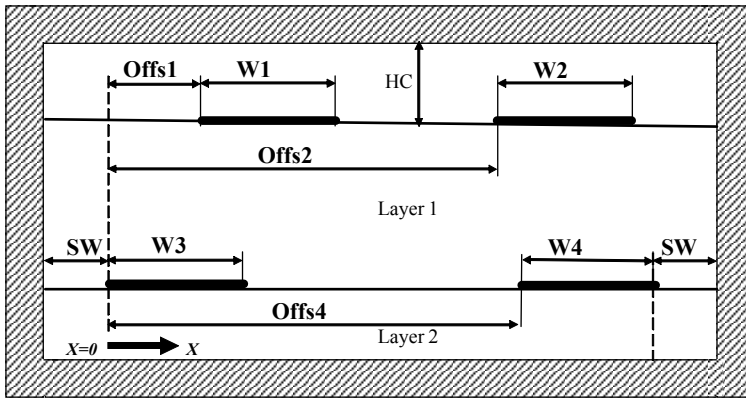 Offs1
W1
HC
W2
Offs2
Layer 1
SW
W3
W4
SW
Offs4
Layer 2
X=0
X